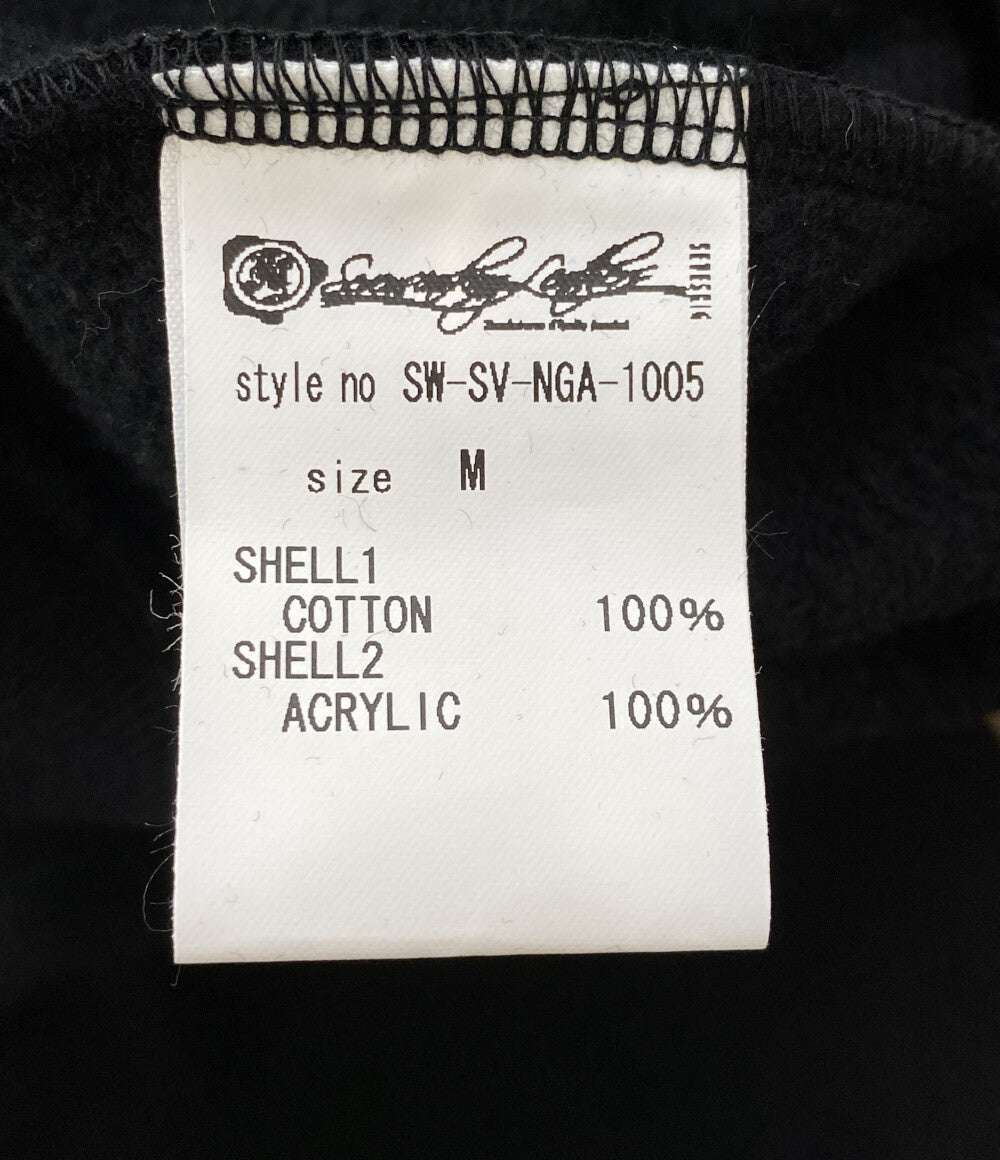 style no SW-SV-NGA-1005
size M
SHELL1
COTTON 100%
SHELL2
ACRYLIC 100%